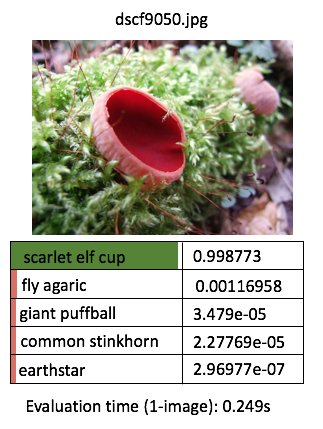 dscf9050.jpg
scarlet elf cup 0.998773
fly agaric 0.00116958
giant puffball 3.479e-05
common stinkhorn 2.27769e-05
earthstar 2.96977e-07
Evaluation time (1-image): 0.249s